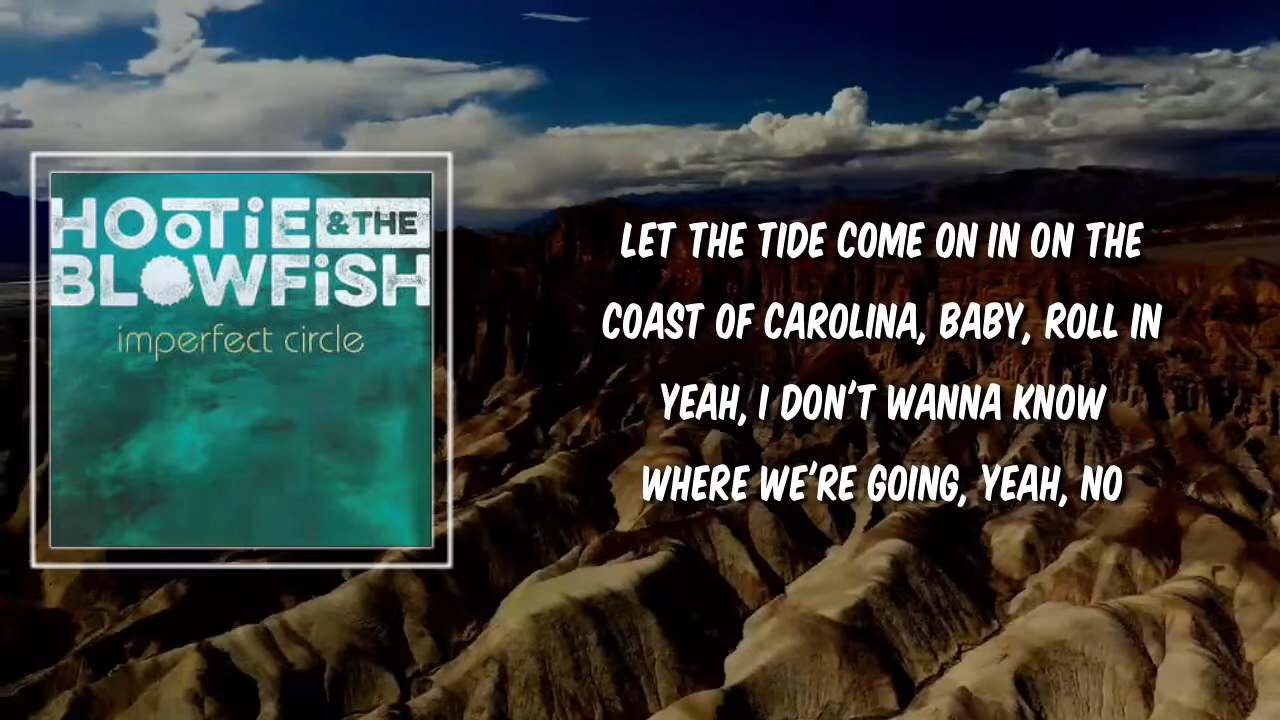 HOOTiE &THE
BLOWFiSH
imperfect circle
LET THE TIDE COME ON IN ON THE
COAST OF CAROLINA, BABY, ROLL IN
YEAH, I DON'T WANNA KNOW
WHERE WE'RE GOING, YEAH, NO